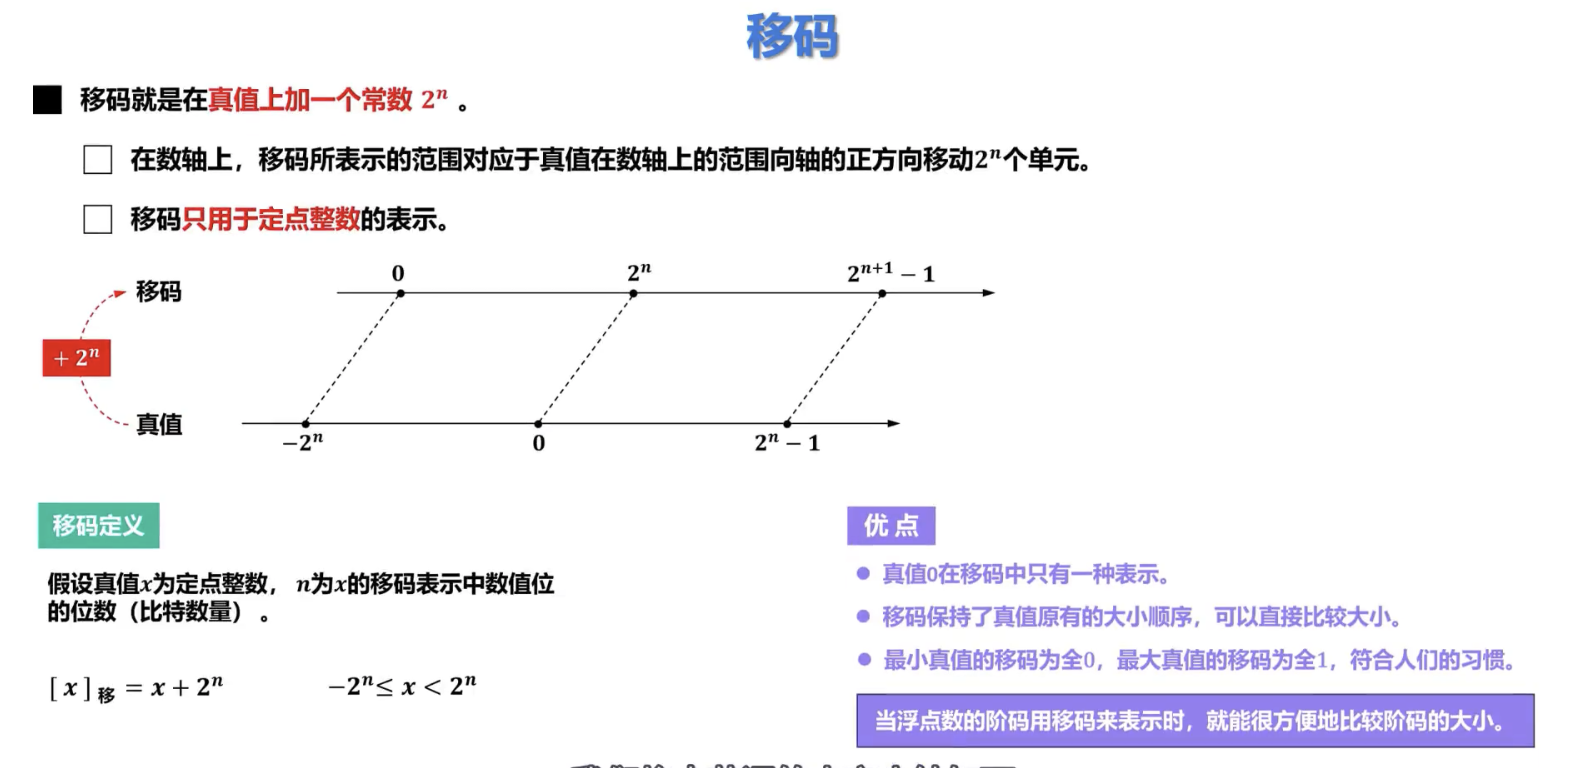 移码
移码就是在真值上加一个常数 2ⁿ 。
在数轴上，移码所表示的范围对应于真值在数轴上的范围向轴的正方向移动2ⁿ个单元。
移码只用于定点整数的表示。
0 2ⁿ 2ⁿ⁺¹ − 1
移码
+ 2ⁿ
真值
−2ⁿ 0 2ⁿ − 1
移码定义
假设真值x为定点整数， n为x的移码表示中数值位
的位数（比特数量） 。
[ x ]移 = x + 2ⁿ −2ⁿ≤ x < 2ⁿ
优 点
真值0在移码中只有一种表示。
移码保持了真值原有的大小顺序，可以直接比较大小。
最小真值的移码为全0，最大真值的移码为全1，符合人们的习惯。
当浮点数的阶码用移码来表示时，就能很方便地比较阶码的大小。